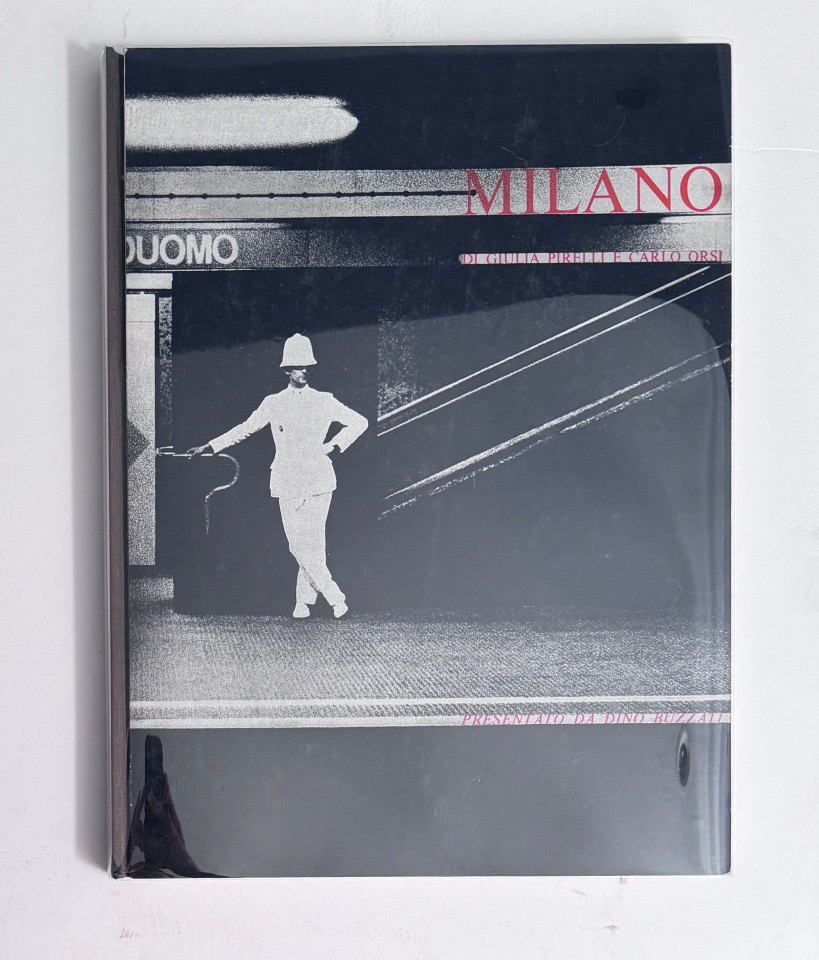 MILANO
DUOMO
DI GIULIA PIRELLI E CARLO ORSI
PRESENTATO DA DINO BUZZATI